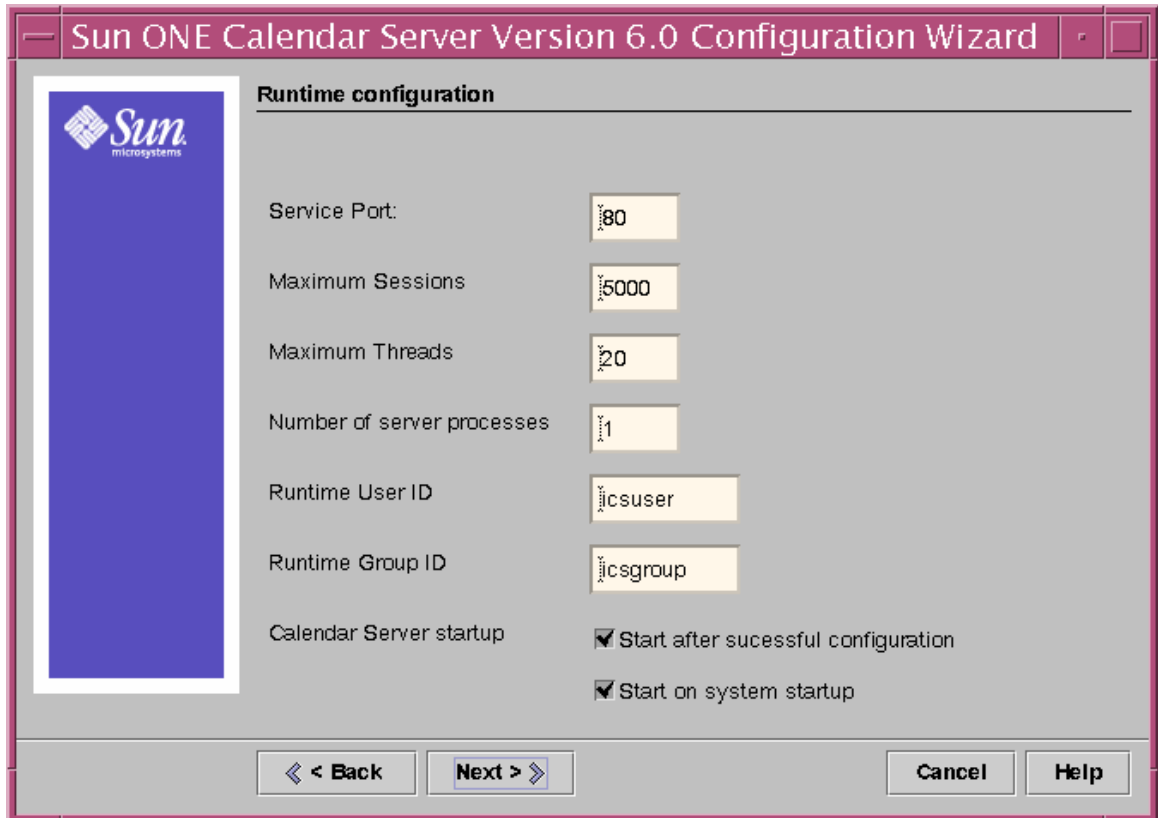 Sun ONE Calendar Server Version 6.0 Configuration Wizard
Sun
microsystems
Runtime configuration
Service Port: 80
Maximum Sessions 5000
Maximum Threads 20
Number of server processes 1
Runtime User ID icsuser
Runtime Group ID icsgroup
Calendar Server startup Start after sucessful configuration
Start on system startup
< Back Next > Cancel Help